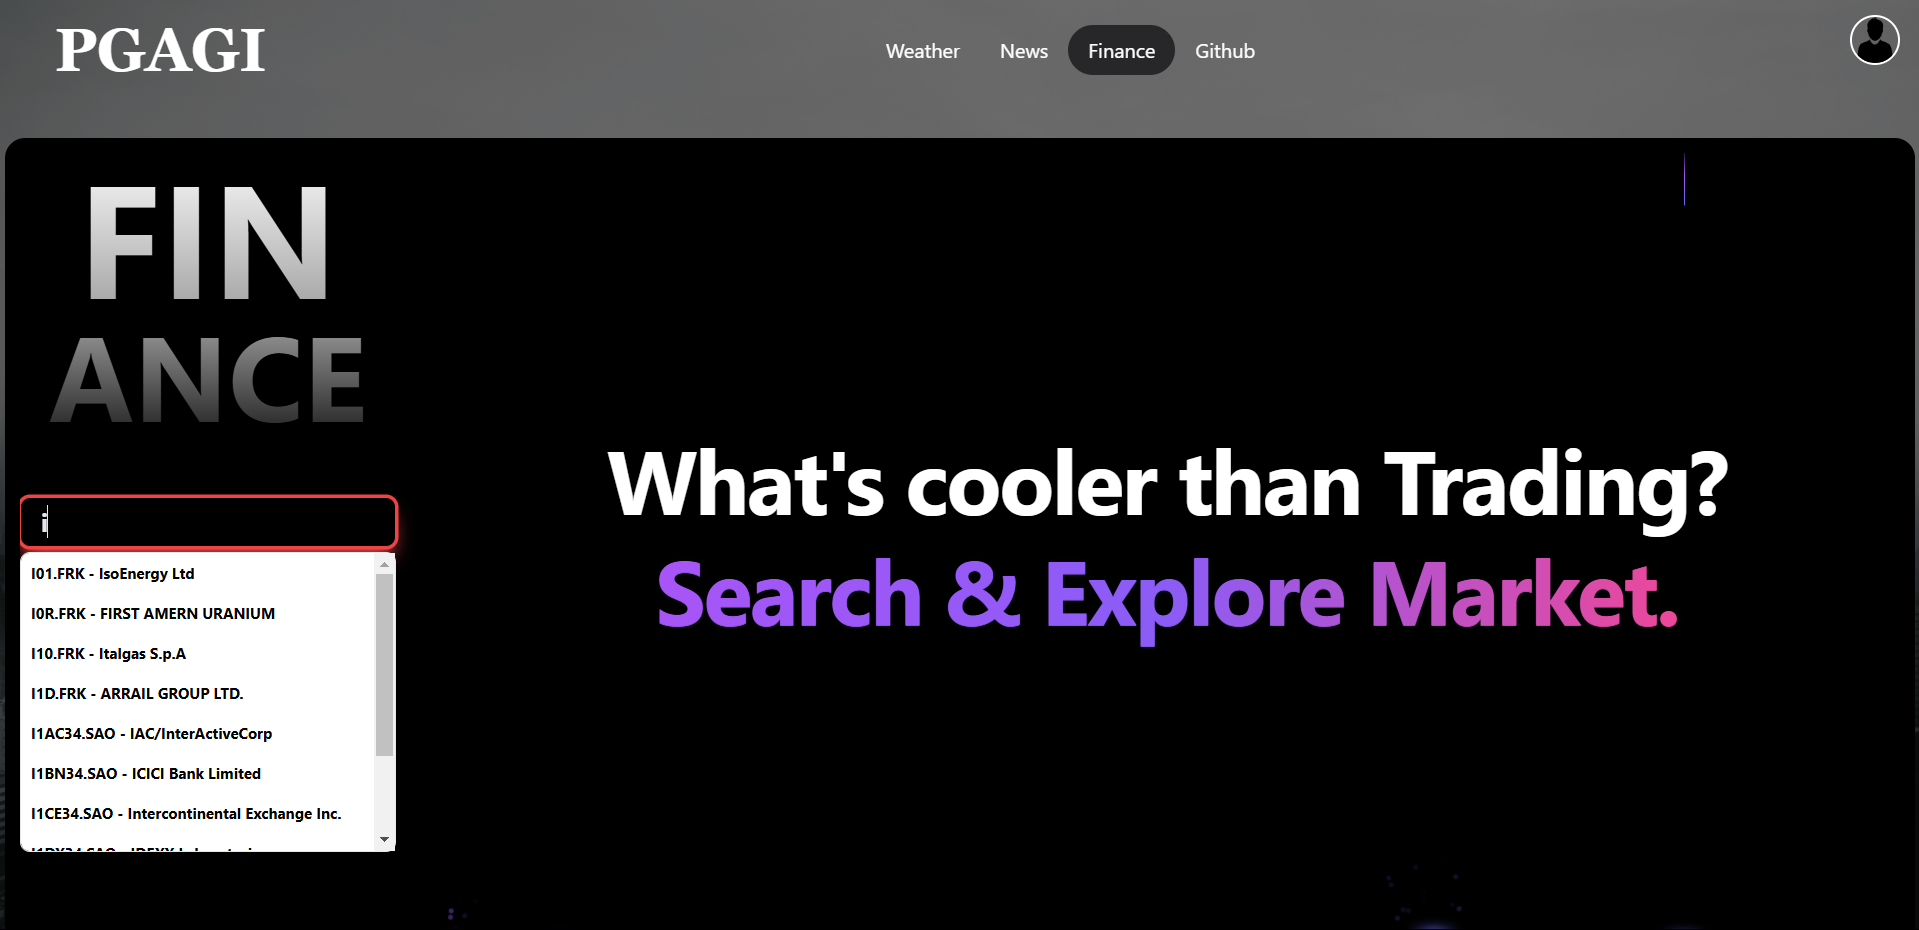 PGAGI
Weather
News
Finance
Github
FIN
ANCE
i
I01.FRK - IsoEnergy Ltd
I0R.FRK - FIRST AMERN URANIUM
I10.FRK - Italgas S.p.A
I1D.FRK - ARRAIL GROUP LTD.
I1AC34.SAO - IAC/InterActiveCorp
I1BN34.SAO - ICICI Bank Limited
I1CE34.SAO - Intercontinental Exchange Inc.
What's cooler than Trading?
Search & Explore Market.